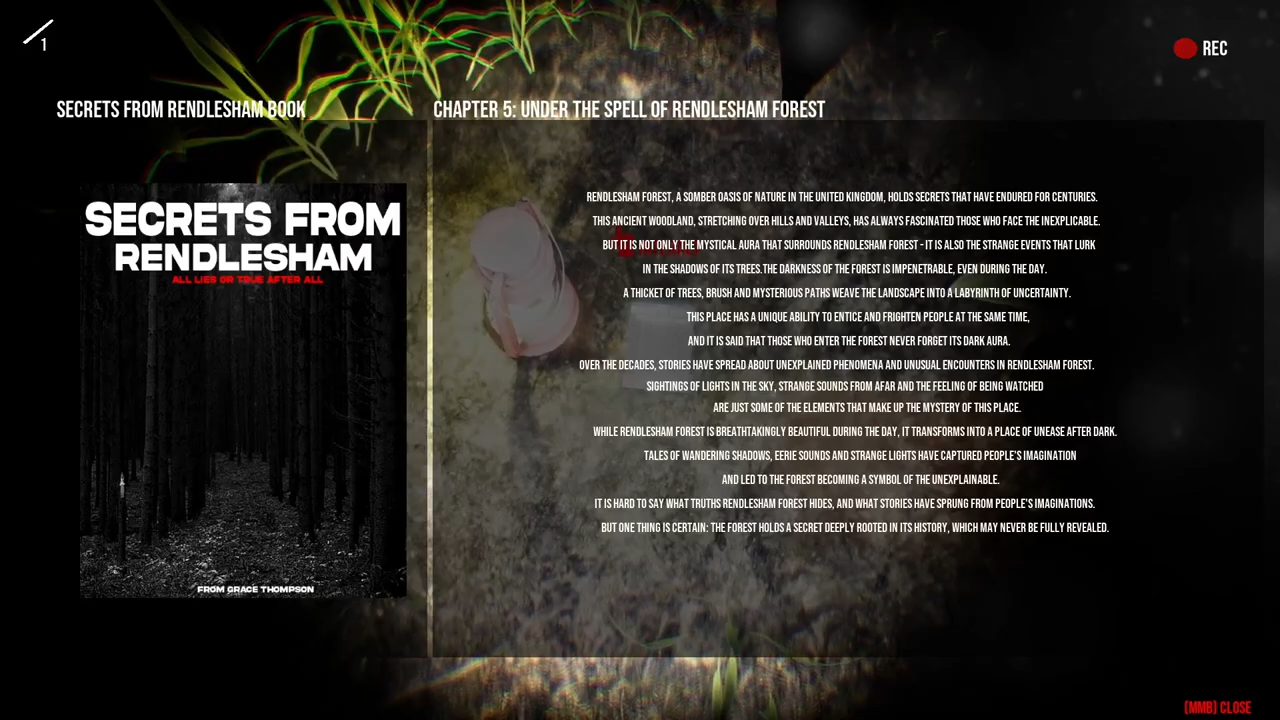 1
REC
SECRETS FROM RENDLESHAM BOOK
CHAPTER 5: UNDER THE SPELL OF RENDLESHAM FOREST
SECRETS FROM
RENDLESHAM
ALL LIES OR TRUE AFTER ALL
FROM GRACE THOMPSON
RENDLESHAM FOREST, A SOMBER OASIS OF NATURE IN THE UNITED KINGDOM, HOLDS SECRETS THAT HAVE ENDURED FOR CENTURIES.
THIS ANCIENT WOODLAND, STRETCHING OVER HILLS AND VALLEYS, HAS ALWAYS FASCINATED THOSE WHO FACE THE INEXPLICABLE.
BUT IT IS NOT ONLY THE MYSTICAL AURA THAT SURROUNDS RENDLESHAM FOREST - IT IS ALSO THE STRANGE EVENTS THAT LURK
IN THE SHADOWS OF ITS TREES.THE DARKNESS OF THE FOREST IS IMPENETRABLE, EVEN DURING THE DAY.
A THICKET OF TREES, BRUSH AND MYSTERIOUS PATHS WEAVE THE LANDSCAPE INTO A LABYRINTH OF UNCERTAINTY.
THIS PLACE HAS A UNIQUE ABILITY TO ENTICE AND FRIGHTEN PEOPLE AT THE SAME TIME,
AND IT IS SAID THAT THOSE WHO ENTER THE FOREST NEVER FORGET ITS DARK AURA.
OVER THE DECADES, STORIES HAVE SPREAD ABOUT UNEXPLAINED PHENOMENA AND UNUSUAL ENCOUNTERS IN RENDLESHAM FOREST.
SIGHTINGS OF LIGHTS IN THE SKY, STRANGE SOUNDS FROM AFAR AND THE FEELING OF BEING WATCHED
ARE JUST SOME OF THE ELEMENTS THAT MAKE UP THE MYSTERY OF THIS PLACE.
WHILE RENDLESHAM FOREST IS BREATHTAKINGLY BEAUTIFUL DURING THE DAY, IT TRANSFORMS INTO A PLACE OF UNEASE AFTER DARK.
TALES OF WANDERING SHADOWS, EERIE SOUNDS AND STRANGE LIGHTS HAVE CAPTURED PEOPLE'S IMAGINATION
AND LED TO THE FOREST BECOMING A SYMBOL OF THE UNEXPLAINABLE.
IT IS HARD TO SAY WHAT TRUTHS RENDLESHAM FOREST HIDES, AND WHAT STORIES HAVE SPRUNG FROM PEOPLE'S IMAGINATIONS.
BUT ONE THING IS CERTAIN: THE FOREST HOLDS A SECRET DEEPLY ROOTED IN ITS HISTORY, WHICH MAY NEVER BE FULLY REVEALED.
[MMB] CLOSE